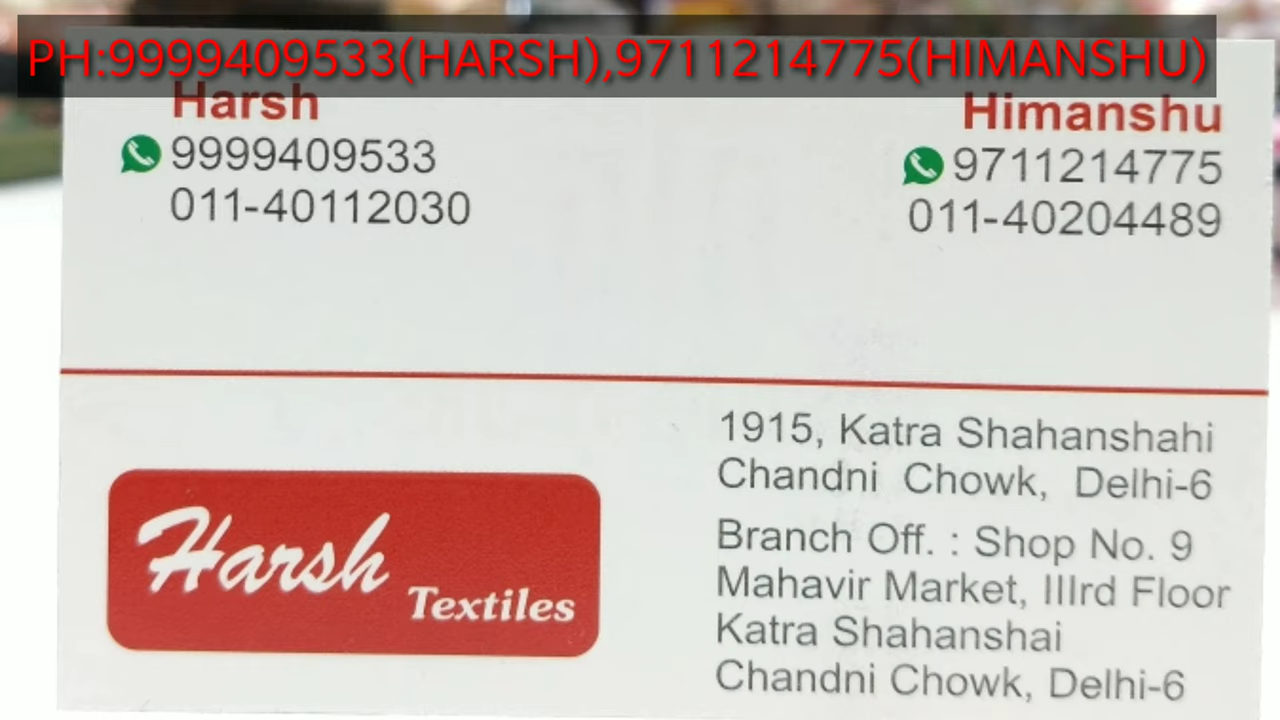 PH:9999409533(HARSH),9711214775(HIMANSHU)
Harsh
9999409533
011-40112030
Himanshu
9711214775
011-40204489
Harsh
Textiles
1915, Katra Shahanshahi
Chandni Chowk, Delhi-6
Branch Off. : Shop No. 9
Mahavir Market, IIIrd Floor
Katra Shahanshai
Chandni Chowk, Delhi-6